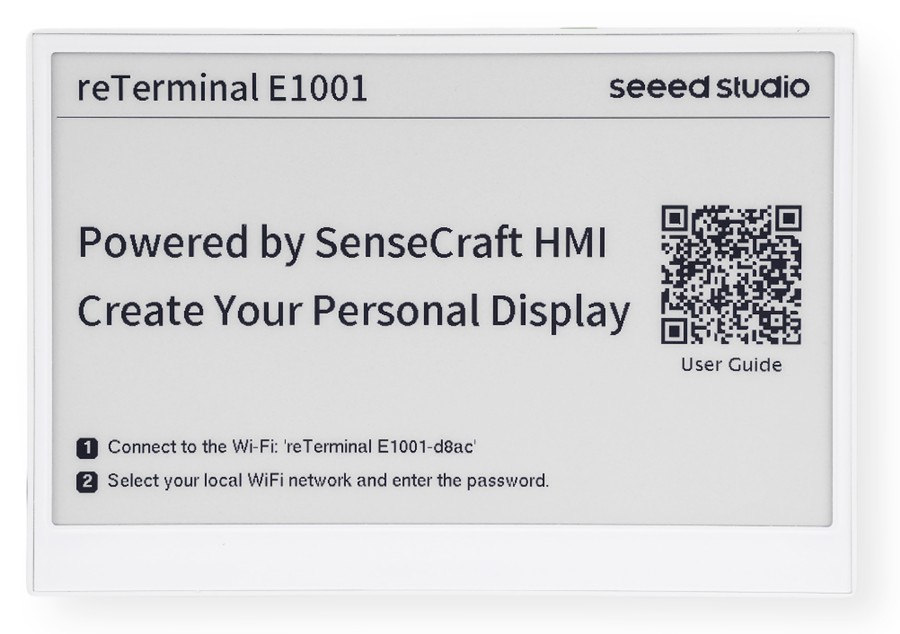 reTerminal E1001
seeed studio
Powered by SenseCraft HMI
Create Your Personal Display
User Guide
1 Connect to the Wi-Fi: 'reTerminal E1001-d8ac'
2 Select your local WiFi network and enter the password.